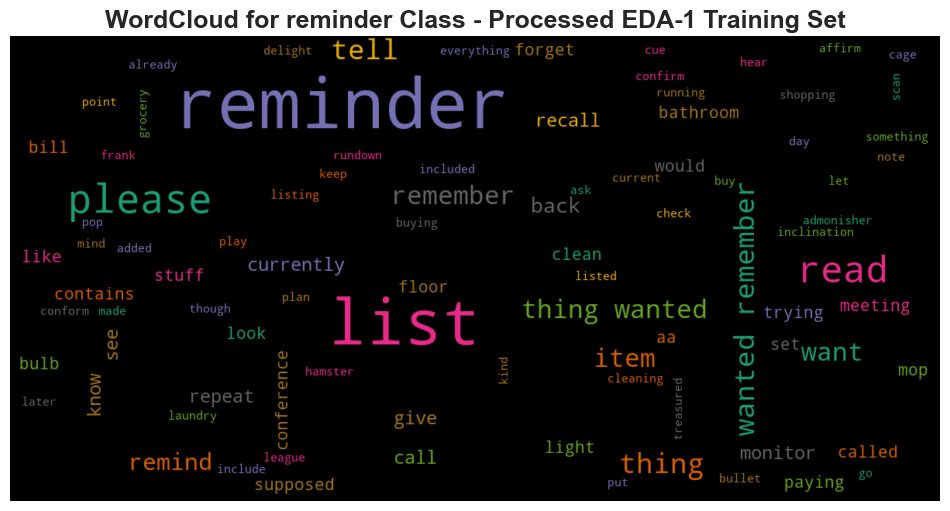 WordCloud for reminder Class - Processed EDA-1 Training Set
delight
tell
everything
forget
cue
affirm
cage
already
hear
confirm
reminder
point
grocery
running
shopping
scan
recall
bathroom
bill
something
day
frank
rundown
note
keep
included
would
please
listing
remember
back
ask
current
buy
let
pop
buying
check
admonisher
inclination
mind
added
play
clean
wanted remember
like
stuff
currently
listed
read
contains
floor
plan
conform
made
though
list
thing wanted
trying
meeting
see
look
aa
set
want
bulb
hamster
kind
item
cleaning
mop
know
repeat
conference
treasured
later
laundry
give
remind
league
include
call
light
thing
monitor
called
supposed
put
bullet
paying
go